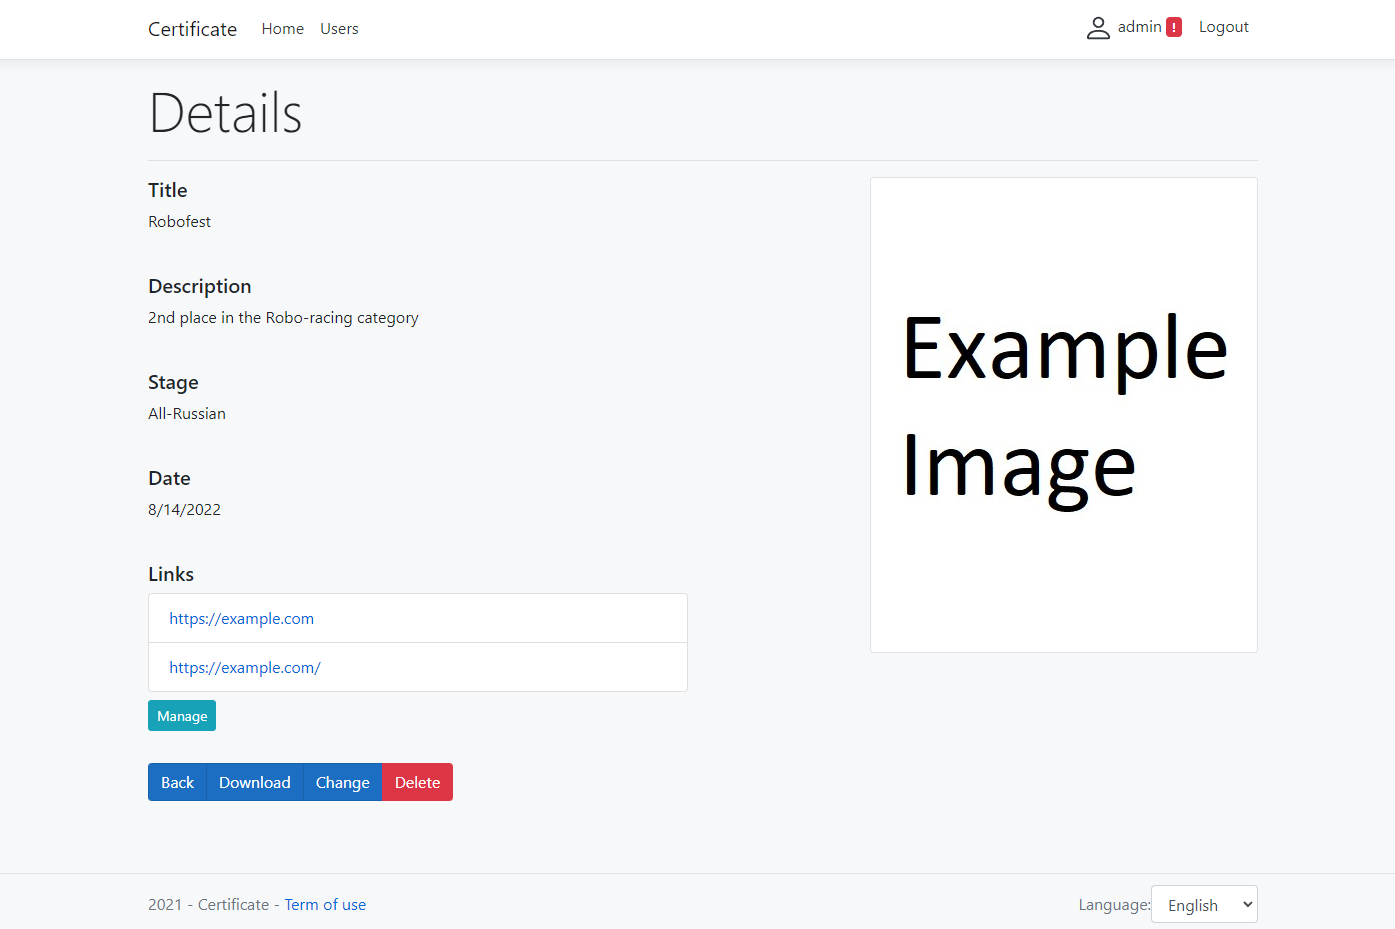 Certificate Home Users admin ! Logout
Details
Title
Robofest
Description
2nd place in the Robo-racing category
Stage
All-Russian
Date
8/14/2022
Links
https://example.com
https://example.com/
Manage
Back Download Change Delete
Example
Image
2021 - Certificate - Term of use Language: English